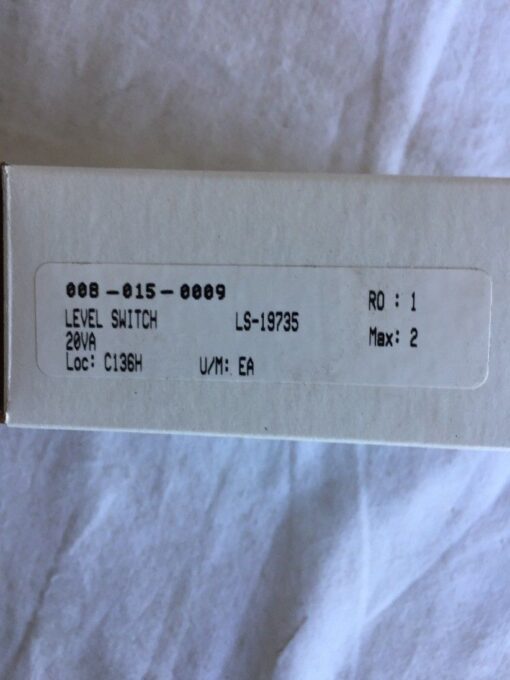 008-015-0009 RO : 1
LEVEL SWITCH LS-19735
20VA Max: 2
Loc: C136H U/M: EA